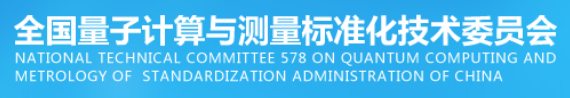 全国量子计算与测量标准化技术委员会
NATIONAL TECHNICAL COMMITTEE 578 ON QUANTUM COMPUTING AND
METROLOGY OF STANDARDIZATION ADMINISTRATION OF CHINA